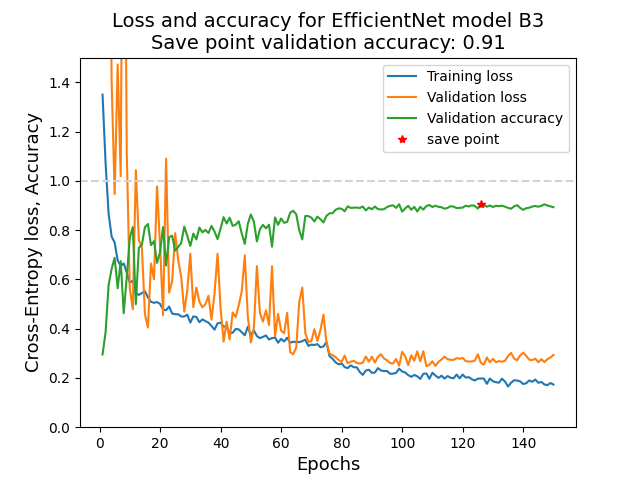 Loss and accuracy for EfficientNet model B3
Save point validation accuracy: 0.91
Training loss
Validation loss
Validation accuracy
save point
Cross-Entropy loss, Accuracy
1.4
1.2
1.0
0.8
0.6
0.4
0.2
0.0
0 20 40 60 80 100 120 140
Epochs